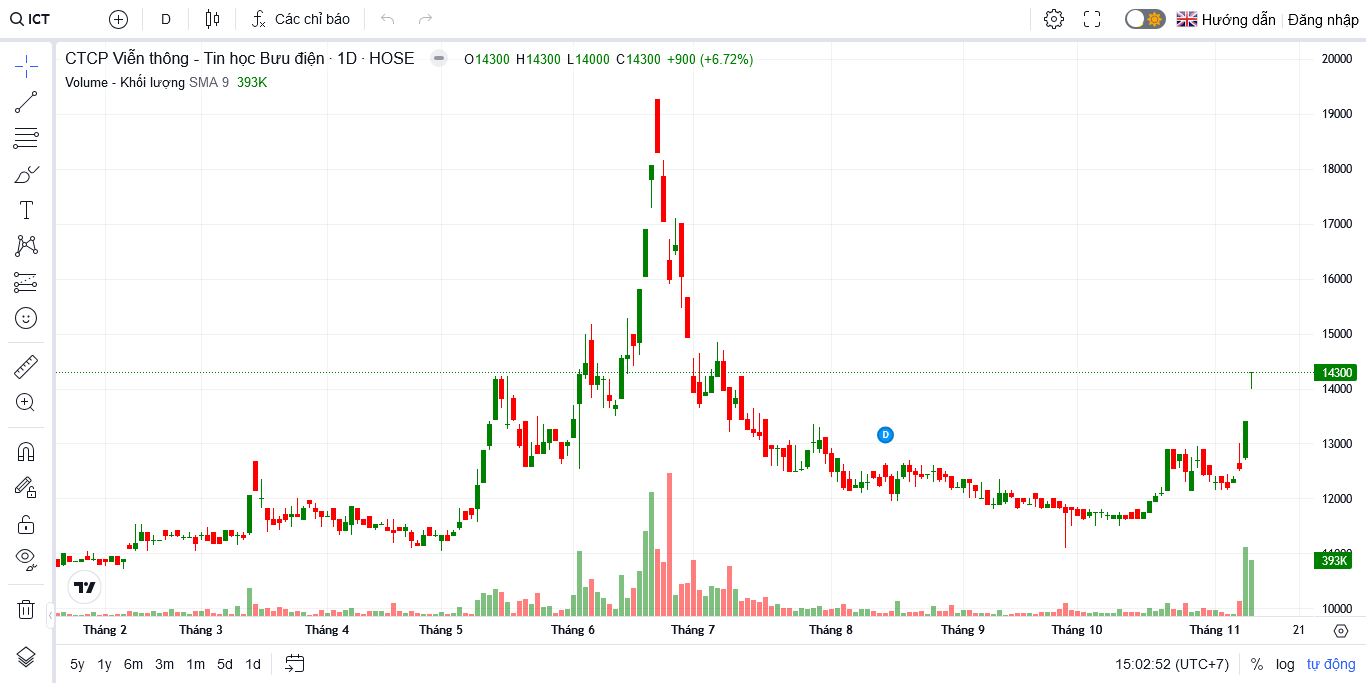 ICT
D
Các chỉ báo
Hướng dẫn
Đăng nhập
CTCP Viễn thông - Tin học Bưu điện · 1D · HOSE
O14300 H14300 L14000 C14300 +900 (+6.72%)
Volume - Khối lượng SMA 9 393K
20000
19000
18000
17000
16000
15000
14300
14000
13000
12000
393K
10000
D
T
Tháng 2 Tháng 3 Tháng 4 Tháng 5 Tháng 6 Tháng 7 Tháng 8 Tháng 9 Tháng 10 Tháng 11 21
5y 1y 6m 3m 1m 5d 1d
15:02:52 (UTC+7) % log tự động